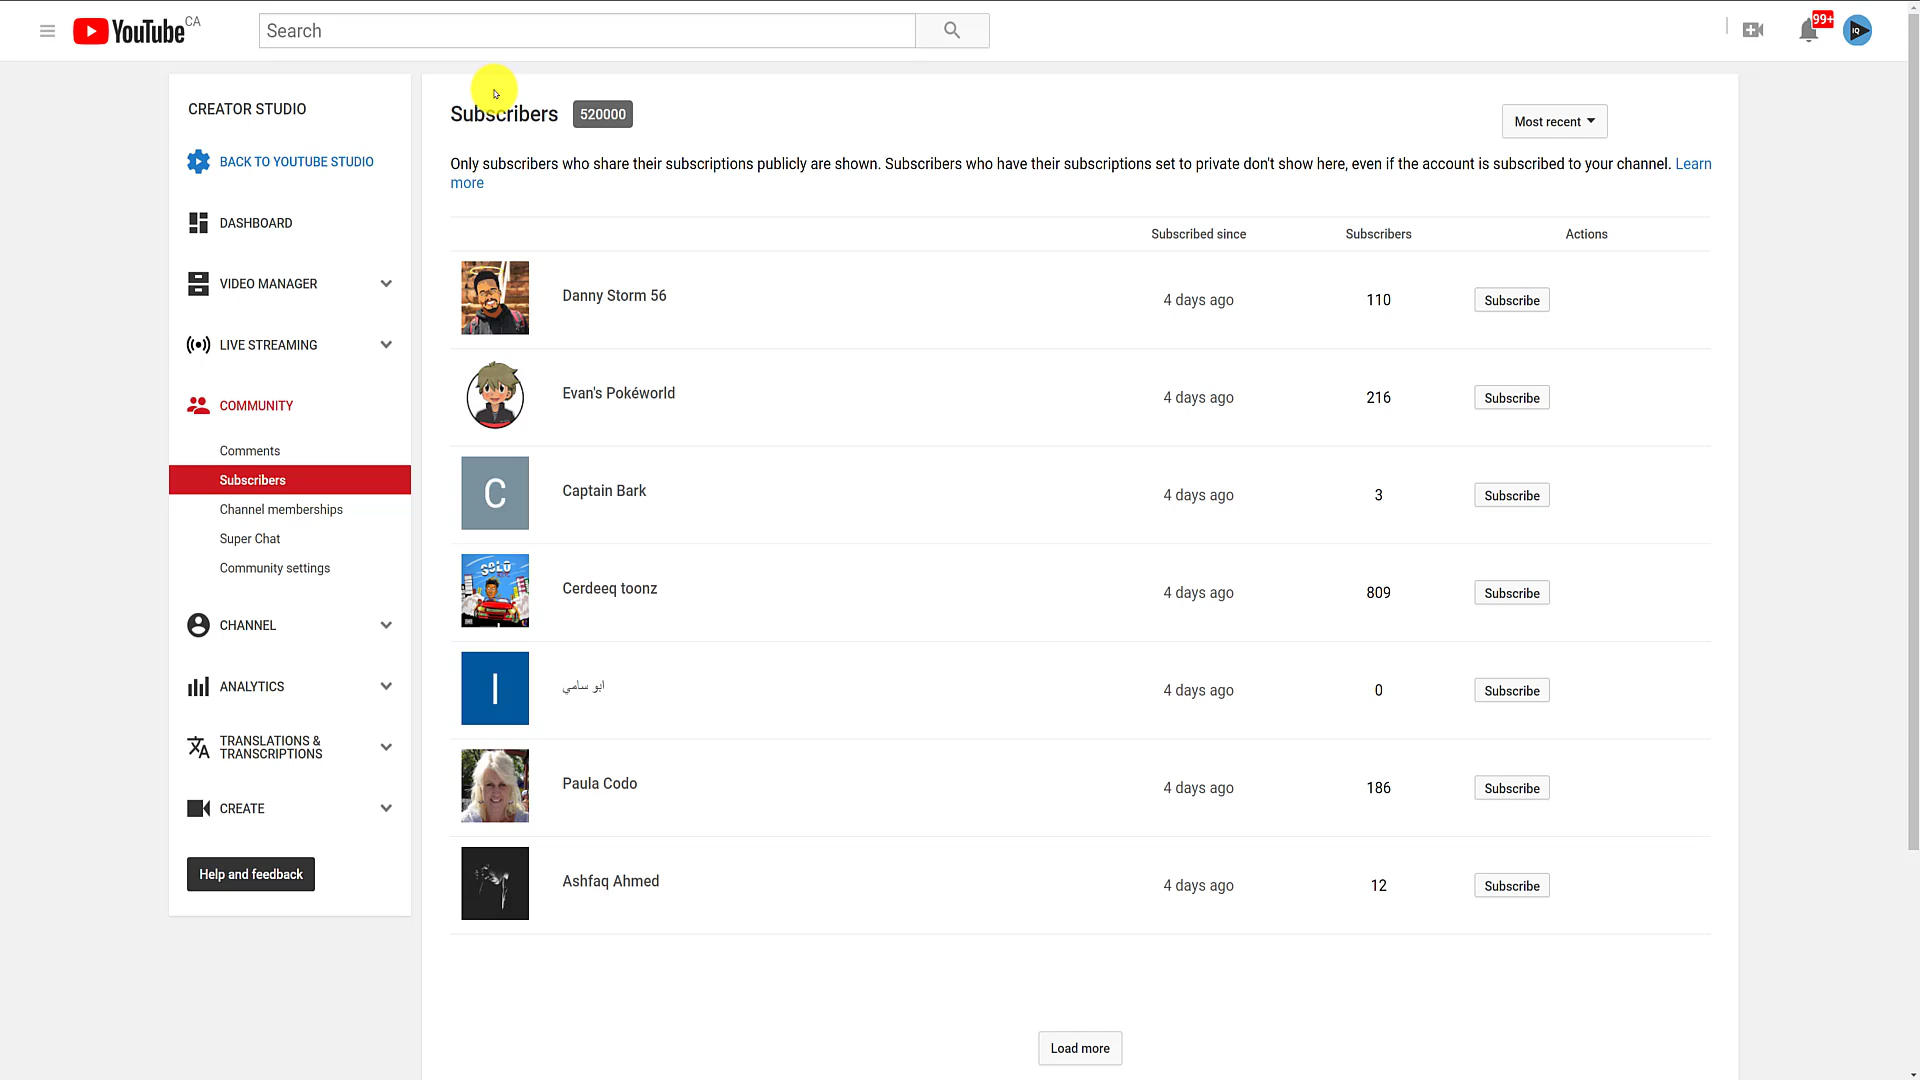 YouTube CA
Search
99+
IQ
CREATOR STUDIO
BACK TO YOUTUBE STUDIO
DASHBOARD
VIDEO MANAGER
LIVE STREAMING
COMMUNITY
Comments
Subscribers
Channel memberships
Super Chat
Community settings
CHANNEL
ANALYTICS
TRANSLATIONS &
TRANSCRIPTIONS
CREATE
Help and feedback
Subscribers 520000
Most recent
Only subscribers who share their subscriptions publicly are shown. Subscribers who have their subscriptions set to private don't show here, even if the account is subscribed to your channel. Learn
more
Subscribed since Subscribers Actions
Danny Storm 56 4 days ago 110 Subscribe
Evan's Pokéworld 4 days ago 216 Subscribe
C Captain Bark 4 days ago 3 Subscribe
SOLO
Cerdeeq toonz 4 days ago 809 Subscribe
I ابو سامي 4 days ago 0 Subscribe
Paula Codo 4 days ago 186 Subscribe
Ashfaq Ahmed 4 days ago 12 Subscribe
Load more